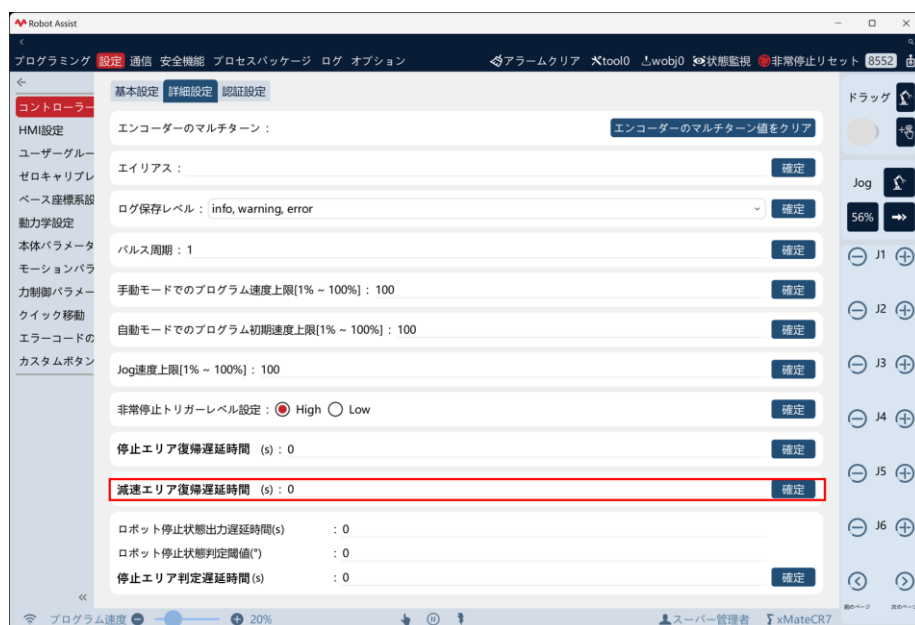 Robot Assist
プログラミング 設定 通信 安全機能 プロセスパッケージ ログ オプション アラームクリア tool0 wobj0 状態監視 非常停止リセット 8552
コントローラー
HMI設定
ユーザーグルー
ゼロキャリブレ
ベース座標系設
動力学設定
本体パラメータ
モーションパラ
力制御パラメー
クイック移動
エラーコードの
カスタムボタン
基本設定 詳細設定 認証設定
エンコーダーのマルチターン : エンコーダーのマルチターン値をクリア
エイリアス : 確定
ログ保存レベル : info, warning, error 確定
パルス周期 : 1 確定
手動モードでのプログラム速度上限[1% ~ 100%] : 100 確定
自動モードでのプログラム初期速度上限[1% ~ 100%] : 100 確定
Jog速度上限[1% ~ 100%] : 100 確定
非常停止トリガーレベル設定 : High Low 確定
停止エリア復帰遅延時間 (s) : 0 確定
減速エリア復帰遅延時間 (s) : 0 確定
ロボット停止状態出力遅延時間(s) : 0
ロボット停止状態判定閾値(°) : 0
停止エリア判定遅延時間(s) : 0 確定
ドラッグ
Jog
56%
J1
J2
J3
J4
J5
J6
前のページ 次のペー
プログラム速度 20% スーパー管理者 xMateCR7